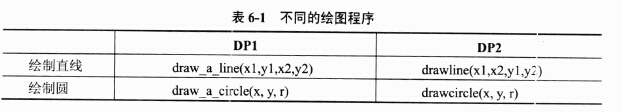 表 6-1 不同的绘图程序
DP1 DP2
绘制直线 draw_a_line(x1,y1,x2,y2) drawline(x1,x2,y1,y2)
绘制圆 draw_a_circle(x, y, r) drawcircle(x, y, r)